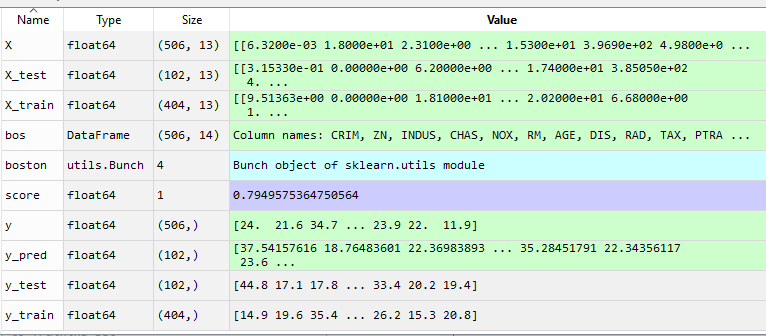 Name Type Size Value
X float64 (506, 13) [[6.3200e-03 1.8000e+01 2.3100e+00 ... 1.5300e+01 3.9690e+02 4.9800e+0 ...
X_test float64 (102, 13) [[3.15330e-01 0.00000e+00 6.20000e+00 ... 1.74000e+01 3.85050e+02
4. ...
X_train float64 (404, 13) [[9.51363e+00 0.00000e+00 1.81000e+01 ... 2.02000e+01 6.68000e+00
1. ...
bos DataFrame (506, 14) Column names: CRIM, ZN, INDUS, CHAS, NOX, RM, AGE, DIS, RAD, TAX, PTRA ...
boston utils.Bunch 4 Bunch object of sklearn.utils module
score float64 1 0.7949575364750564
y float64 (506,) [24. 21.6 34.7 ... 23.9 22. 11.9]
y_pred float64 (102,) [37.54157616 18.76483601 22.36983893 ... 35.28451791 22.34356117
23.6 ...
y_test float64 (102,) [44.8 17.1 17.8 ... 33.4 20.2 19.4]
y_train float64 (404,) [14.9 19.6 35.4 ... 26.2 15.3 20.8]